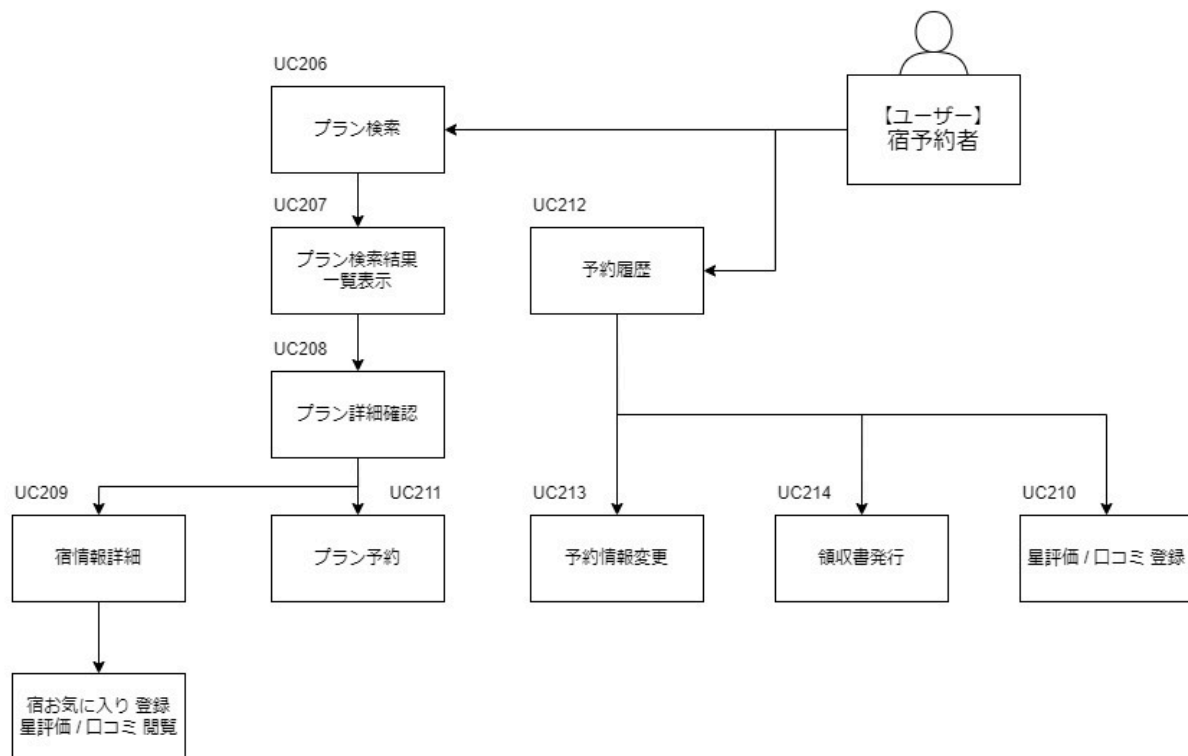 UC206
プラン検索
【ユーザー】
宿予約者
UC207
プラン検索結果
一覧表示
UC212
予約履歴
UC208
プラン詳細確認
UC209
宿情報詳細
UC211
プラン予約
UC213
予約情報変更
UC214
領収書発行
UC210
星評価 / 口コミ 登録
宿お気に入り 登録
星評価 / 口コミ 閲覧